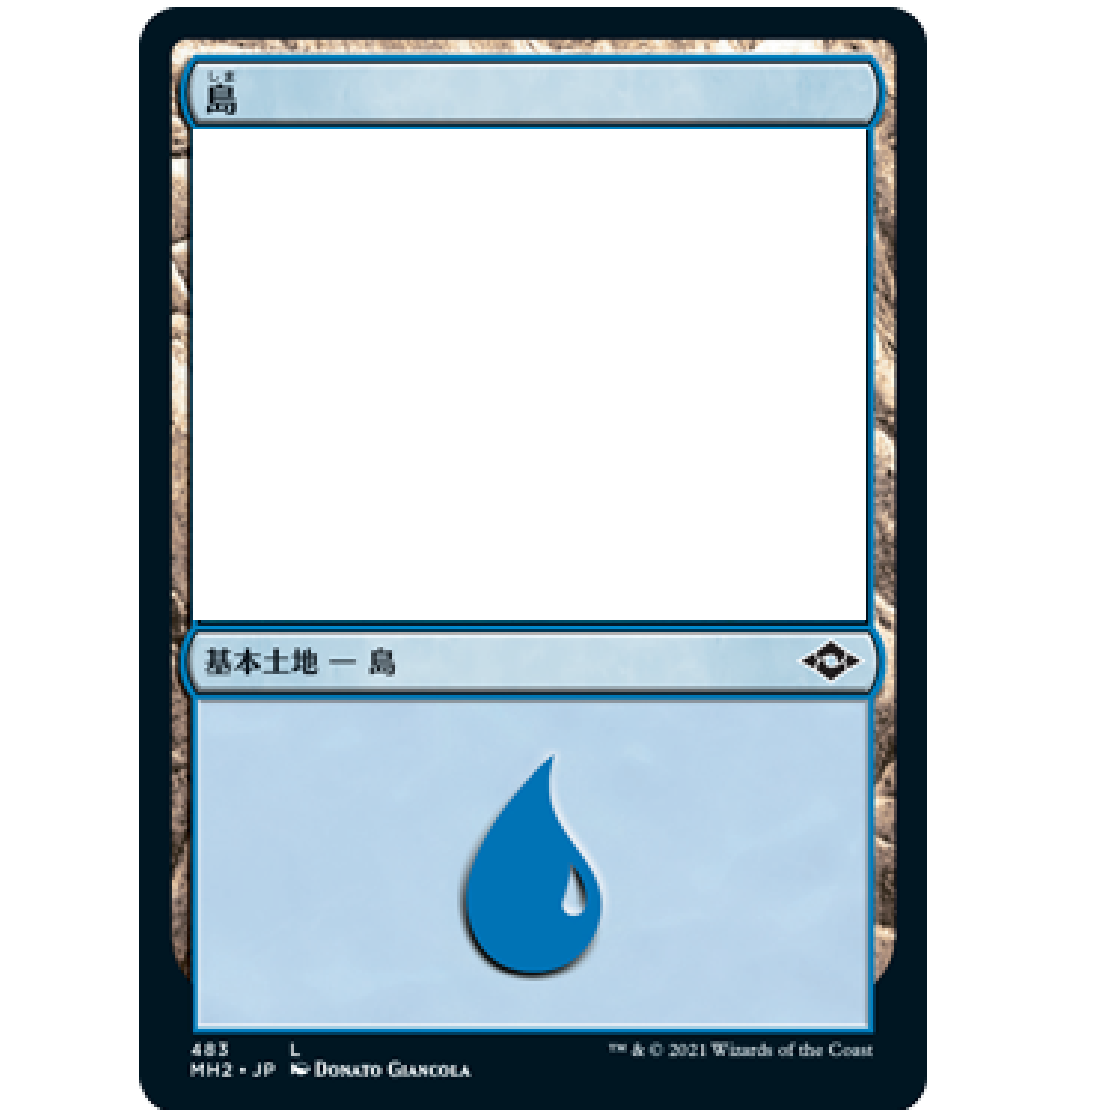 しま
島
基本土地 — 島
483 L
MH2 • JP DONATO GIANCOLA
™ & © 2021 Wizards of the Coast